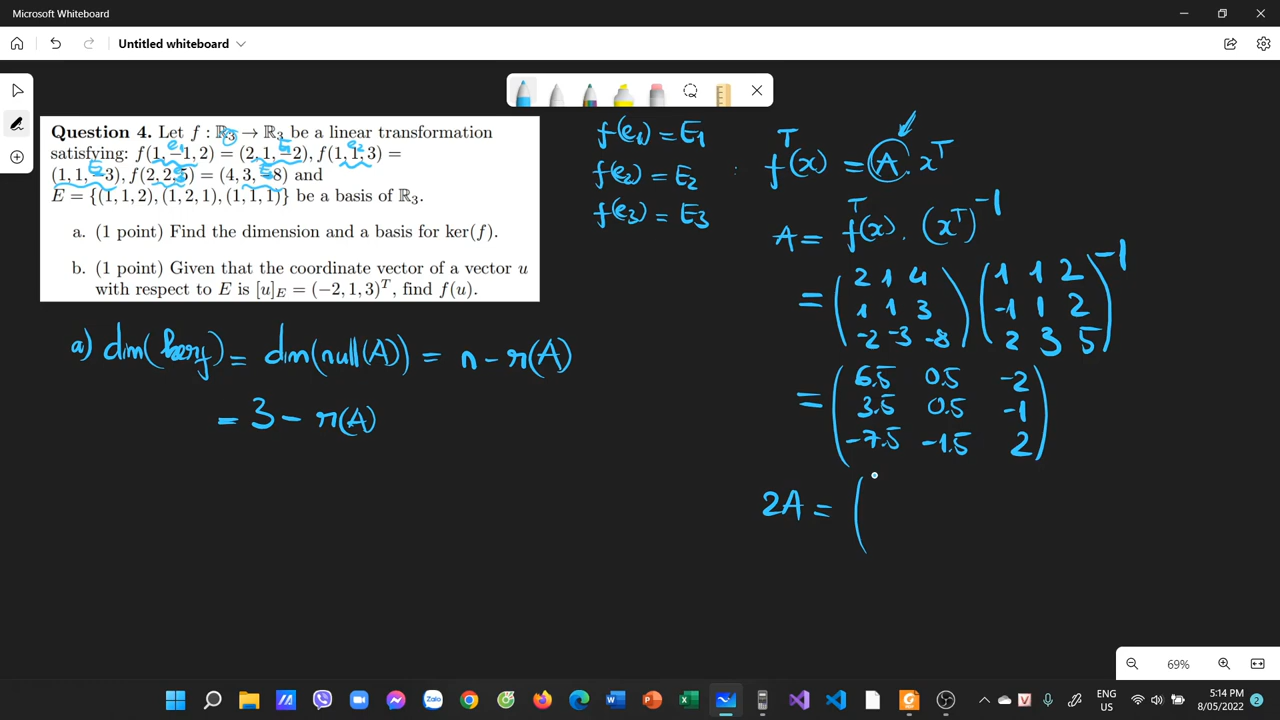 Microsoft Whiteboard
Untitled whiteboard
Question 4. Let f : ℝ3 → ℝ3 be a linear transformation
satisfying: f(1, −1, 2) = (2, 1, −2), f(1, 1, 3) =
(1, 1, −3), f(2, 2, 5) = (4, 3, −8) and
E = {(1, 1, 2), (1, 2, 1), (1, 1, 1)} be a basis of ℝ3.
a. (1 point) Find the dimension and a basis for ker(f).
b. (1 point) Given that the coordinate vector of a vector u
with respect to E is [u]E = (−2, 1, 3)^T, find f(u).
e1 E1 e2
f(e1) = E1
f(e2) = E2
f(e3) = E3
f^T(x) = A . x^T
A = f^T(x) . (x^T)^-1
= ( 2 1 4 ) ( 1 1 2 )^-1
( 1 1 3 ) ( -1 1 2 )
( -2 -3 -8 ) ( 2 3 5 )
= ( 6.5 0.5 -2 )
( 3.5 0.5 -1 )
( -7.5 -1.5 2 )
2A = (
a) dim(kerf) = dim(null(A)) = n - r(A)
= 3 - r(A)
69%
ENG
US
5:14 PM
8/05/2022
2